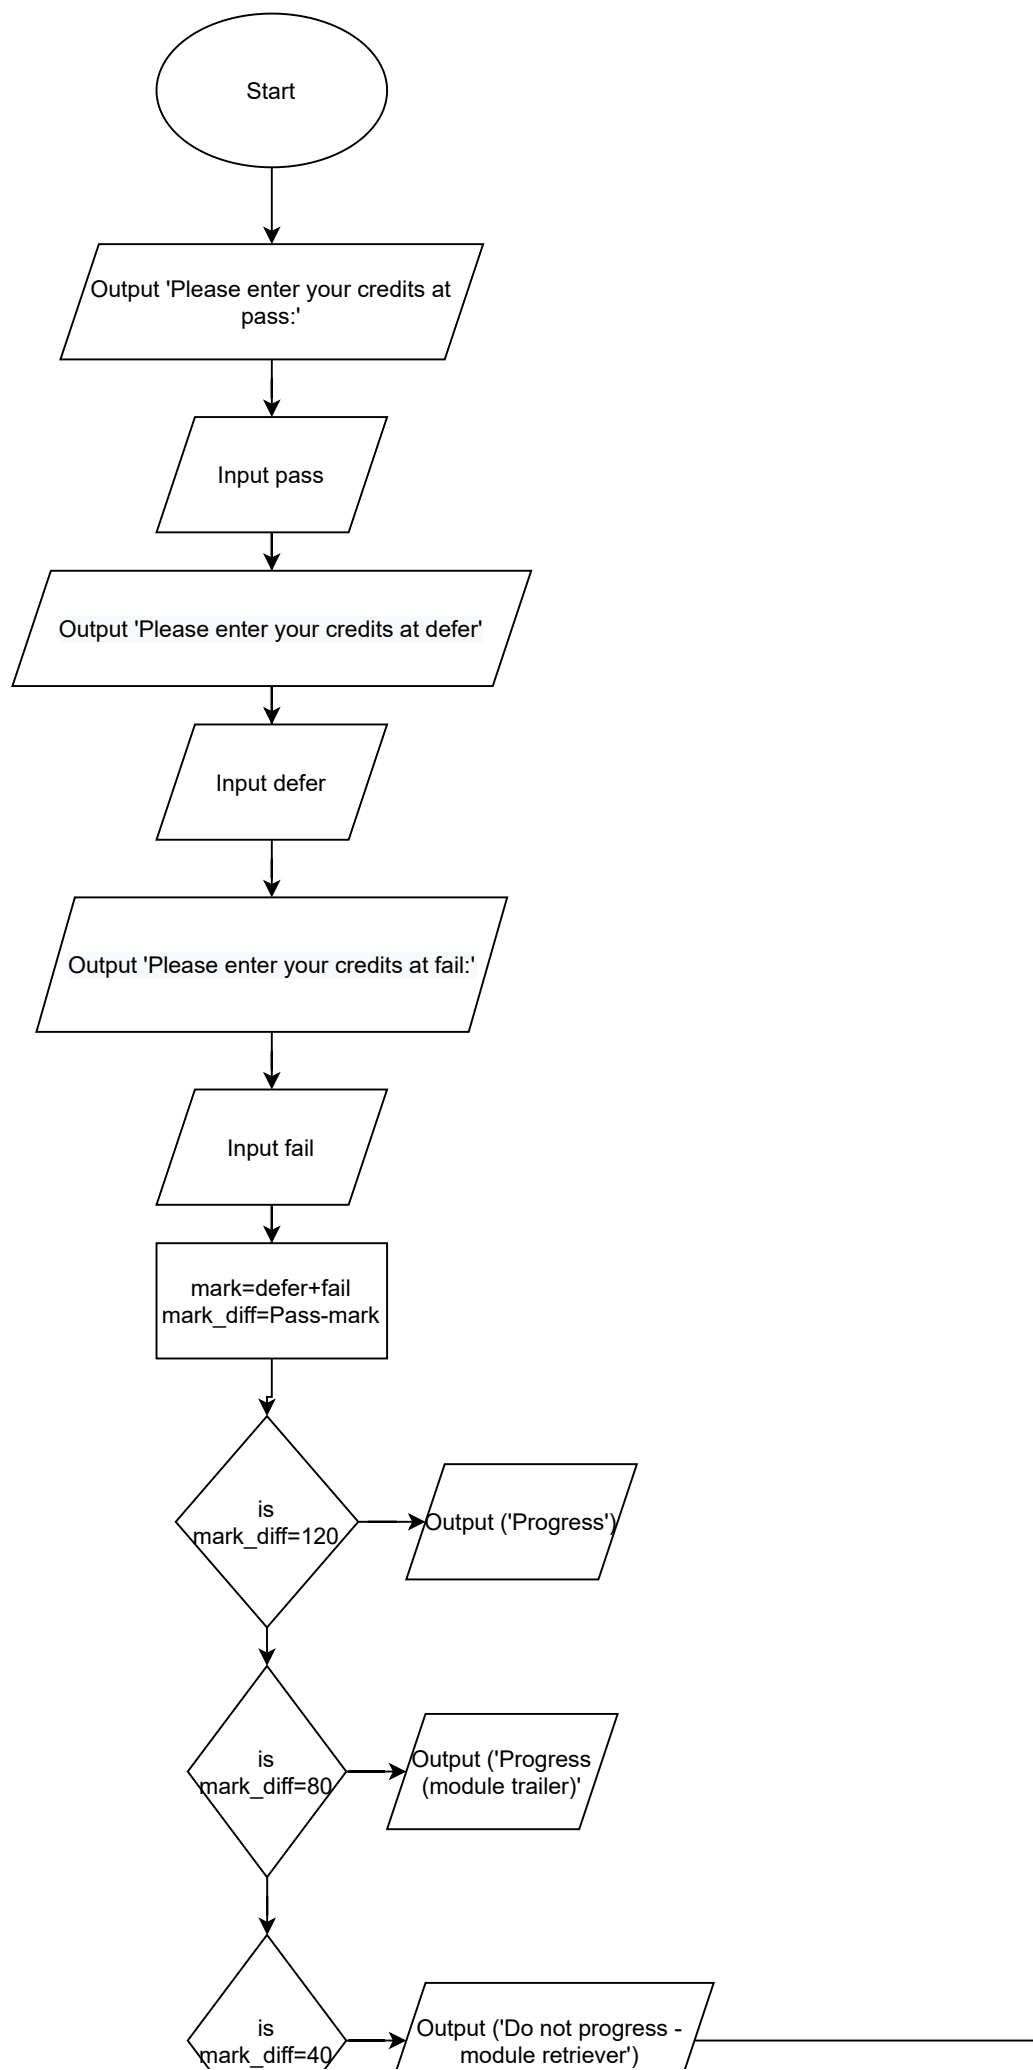 Start
Output 'Please enter your credits at
pass:'
Input pass
Output 'Please enter your credits at defer'
Input defer
Output 'Please enter your credits at fail:'
Input fail
mark=defer+fail
mark_diff=Pass-mark
is
mark_diff=120
Output ('Progress')
is
mark_diff=80
Output ('Progress
(module trailer)'
is
mark_diff=40
Output ('Do not progress -
module retriever')